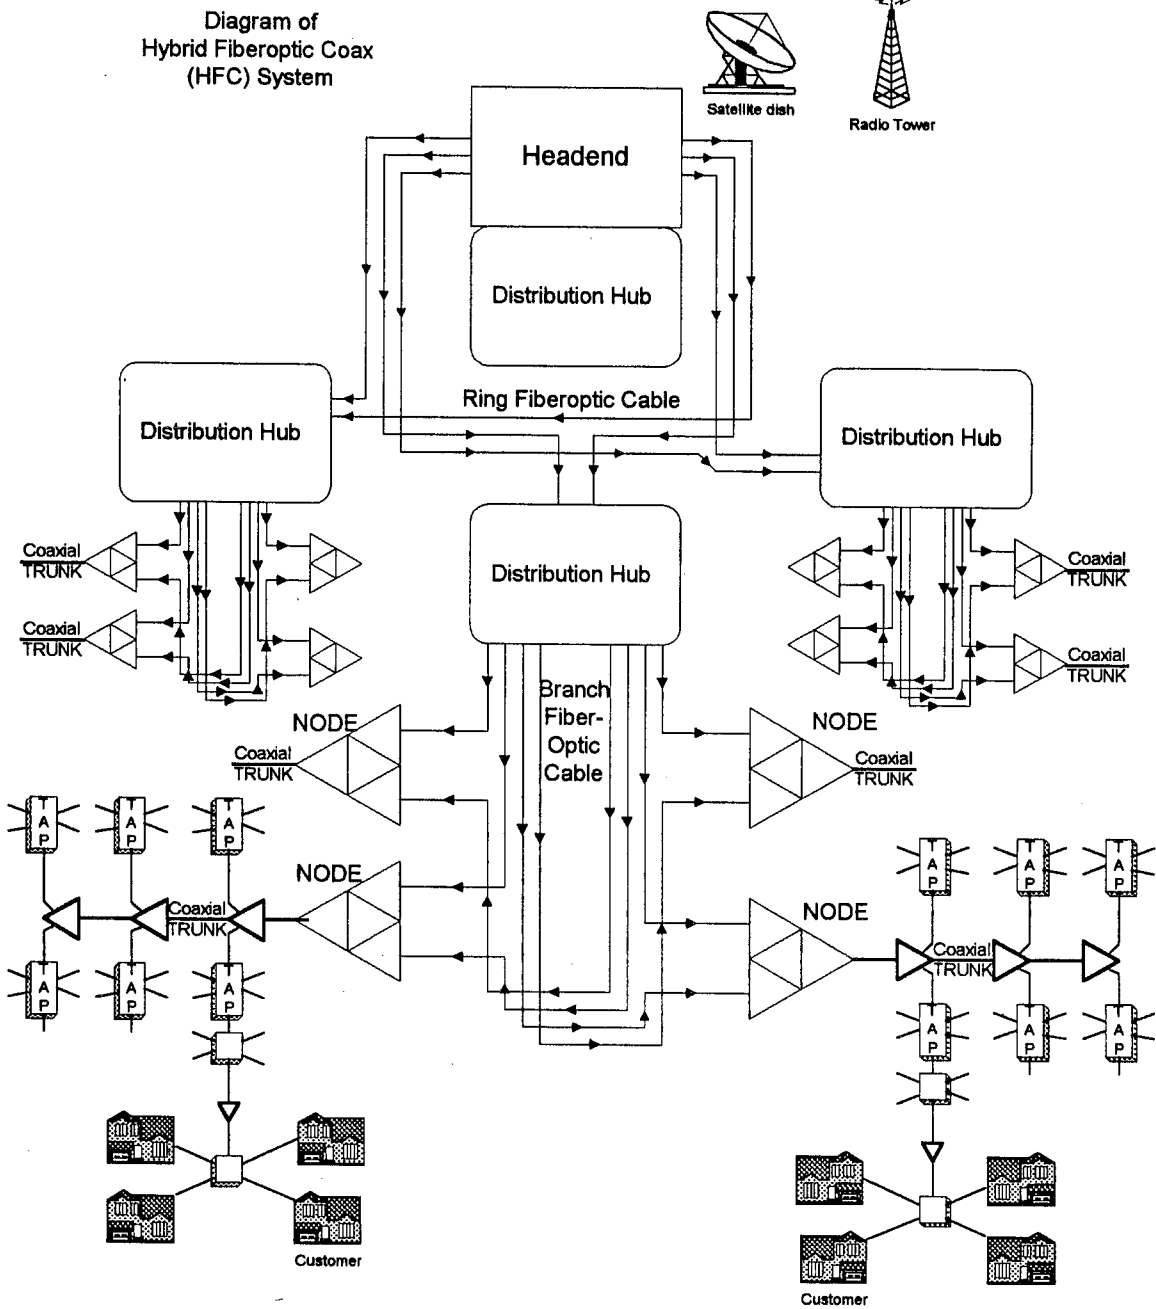 Diagram of
Hybrid Fiberoptic Coax
(HFC) System
Satellite dish
Radio Tower
Headend
Distribution Hub
Ring Fiberoptic Cable
Distribution Hub
Distribution Hub
Distribution Hub
Coaxial
TRUNK
Coaxial
TRUNK
Coaxial
TRUNK
Coaxial
TRUNK
Branch
Fiber-
Optic
Cable
NODE
Coaxial
TRUNK
NODE
Coaxial
TRUNK
TAP
TAP
TAP
NODE
Coaxial
TRUNK
TAP
TAP
TAP
TAP
TAP
TAP
NODE
Coaxial
TRUNK
TAP
TAP
TAP
Customer
Customer